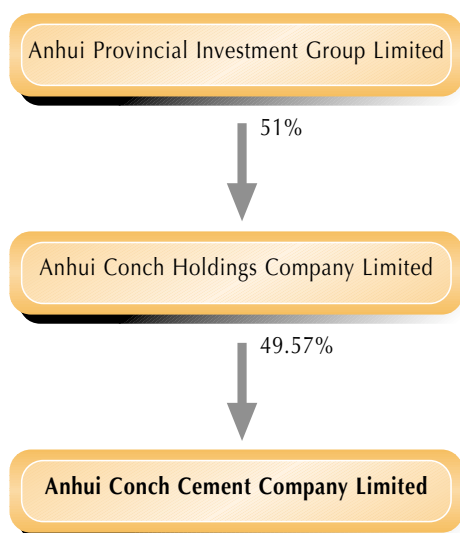 Anhui Provincial Investment Group Limited
51%
Anhui Conch Holdings Company Limited
49.57%
Anhui Conch Cement Company Limited